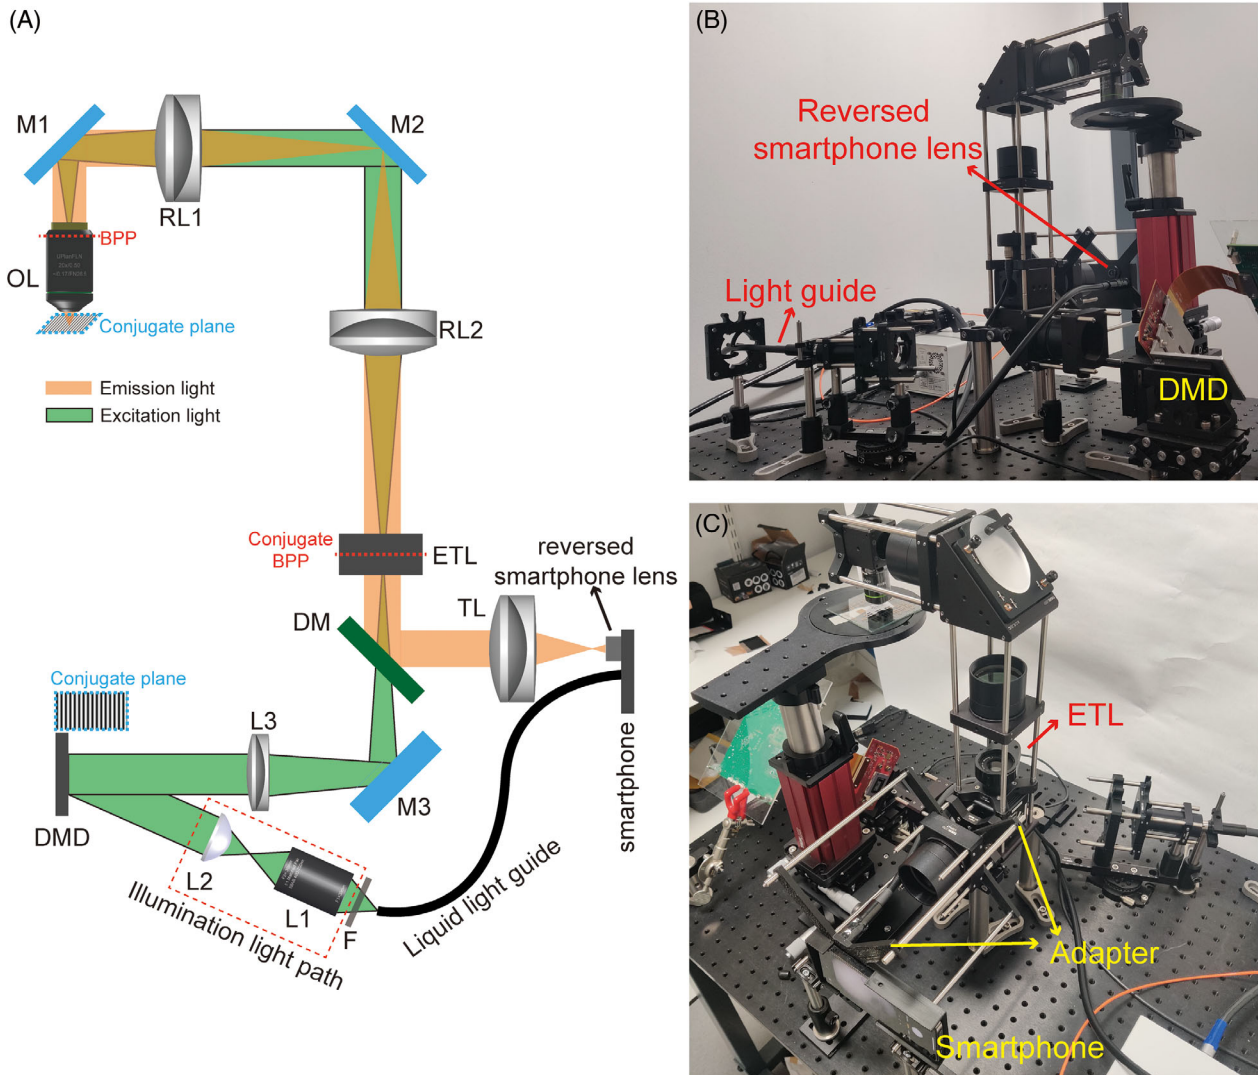 (A)
M1
M2
RL1
BPP
OL
Conjugate plane
RL2
Emission light
Excitation light
Conjugate
BPP
ETL
reversed
smartphone lens
TL
DM
Conjugate plane
L3
M3
DMD
L2
L1
F
Illumination light path
Liquid light guide
smartphone
(B)
Reversed
smartphone lens
Light guide
DMD
(C)
ETL
Adapter
Smartphone